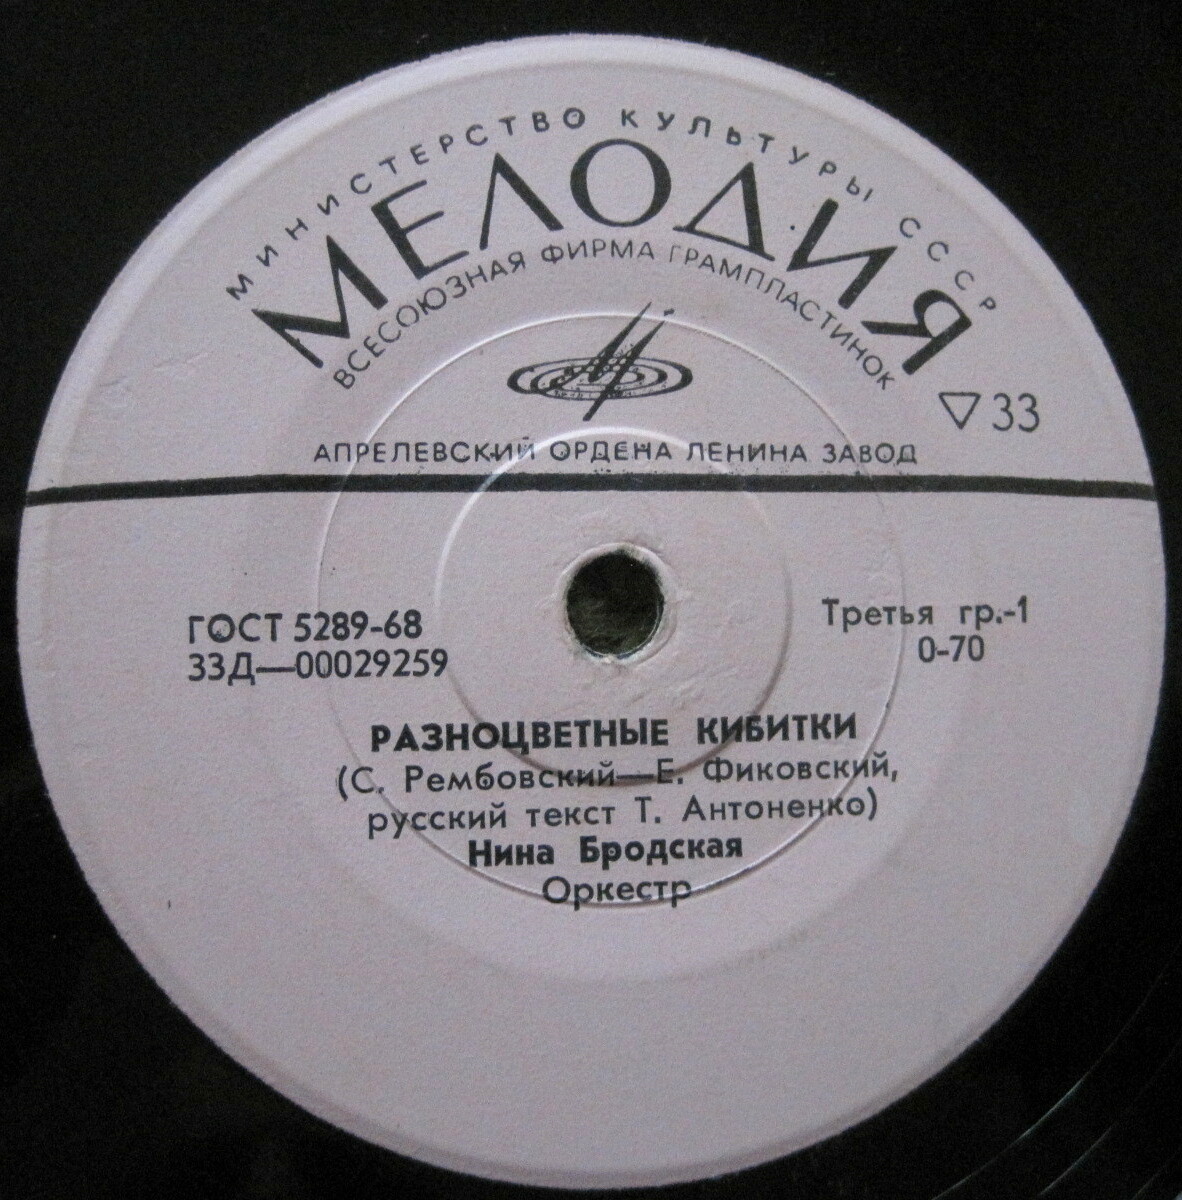 МИНИСТЕРСТВО КУЛЬТУРЫ СССР
МЕЛОДИЯ
ВСЕСОЮЗНАЯ ФИРМА ГРАМПЛАСТИНОК
33
АПРЕЛЕВСКИЙ ОРДЕНА ЛЕНИНА ЗАВОД
ГОСТ 5289-68
33Д—00029259
Третья гр.-1
0-70
РАЗНОЦВЕТНЫЕ КИБИТКИ
(С. Рембовский—Е. Фиковский,
русский текст Т. Антоненко)
Нина Бродская
Оркестр